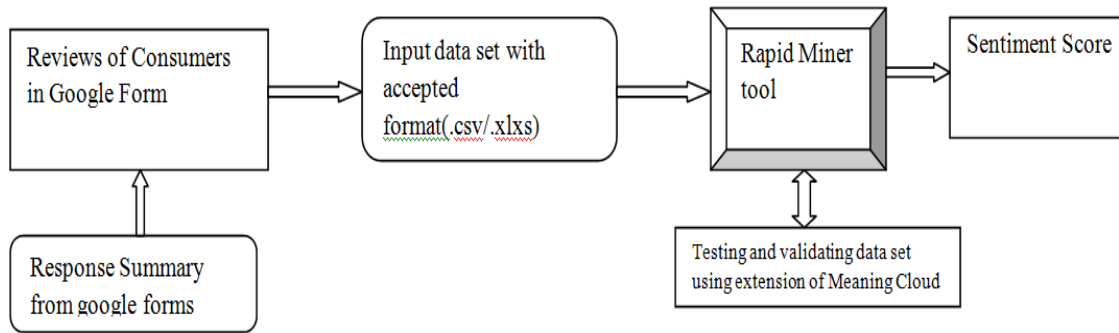 Reviews of Consumers
in Google Form
Input data set with
accepted
format(.csv/.xlxs)
Rapid Miner
tool
Sentiment Score
Response Summary
from google forms
Testing and validating data set
using extension of Meaning Cloud